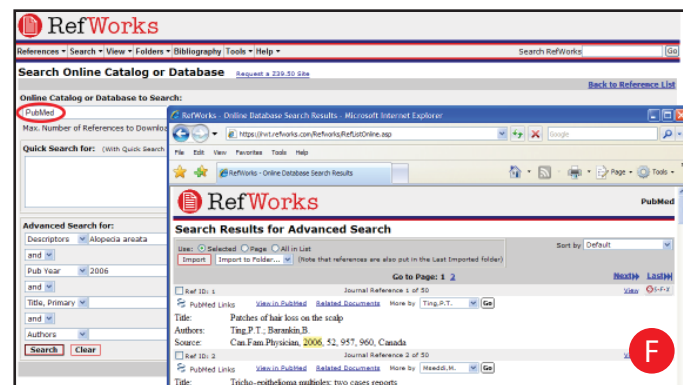 RefWorks
References Search View Folders Bibliography Tools Help Search RefWorks Go
Search Online Catalog or Database Request a Z39.50 Site
Back to Reference List
Online Catalog or Database to Search:
PubMed
Max. Number of References to Downlo
Quick Search for: (With Quick Search
Advanced Search for:
Descriptors Alopecia areata
and
Pub Year 2006
and
Title, Primary
and
Authors
Search Clear
RefWorks - Online Database Search Results - Microsoft Internet Explorer
Google
File Edit View Favorites Tools Help
RefWorks - Online Database Search Results Page Tools
RefWorks PubMed
Search Results for Advanced Search
Use: Selected Page All in List Sort by Default
Import Import to Folder... (Note that references are also put in the Last Imported folder)
Go to Page: 1 2 Next Last
Ref ID: 1 Journal Reference 1 of 50 View S-F-X
PubMed Links View in PubMed Related Documents More by Ting,P.T. Go
Title: Patches of hair loss on the scalp
Authors: Ting,P.T.; Barankin,B.
Source: Can.Fam.Physician, 2006, 52, 957, 960, Canada
Ref ID: 2 Journal Reference 2 of 50
PubMed Links View in PubMed Related Documents More by Go
Title: Tricho-epithelioma multiplex: two cases reports
F